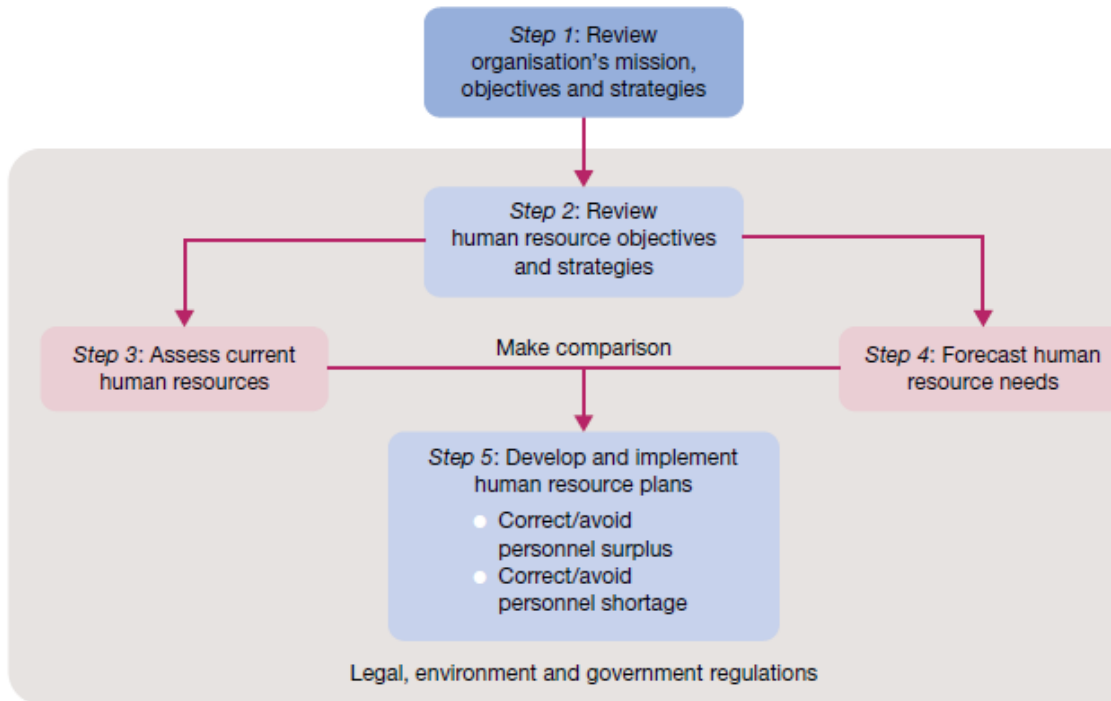 Step 1: Review
organisation’s mission,
objectives and strategies
Step 2: Review
human resource objectives
and strategies
Step 3: Assess current
human resources
Make comparison
Step 4: Forecast human
resource needs
Step 5: Develop and implement
human resource plans
Correct/avoid
personnel surplus
Correct/avoid
personnel shortage
Legal, environment and government regulations